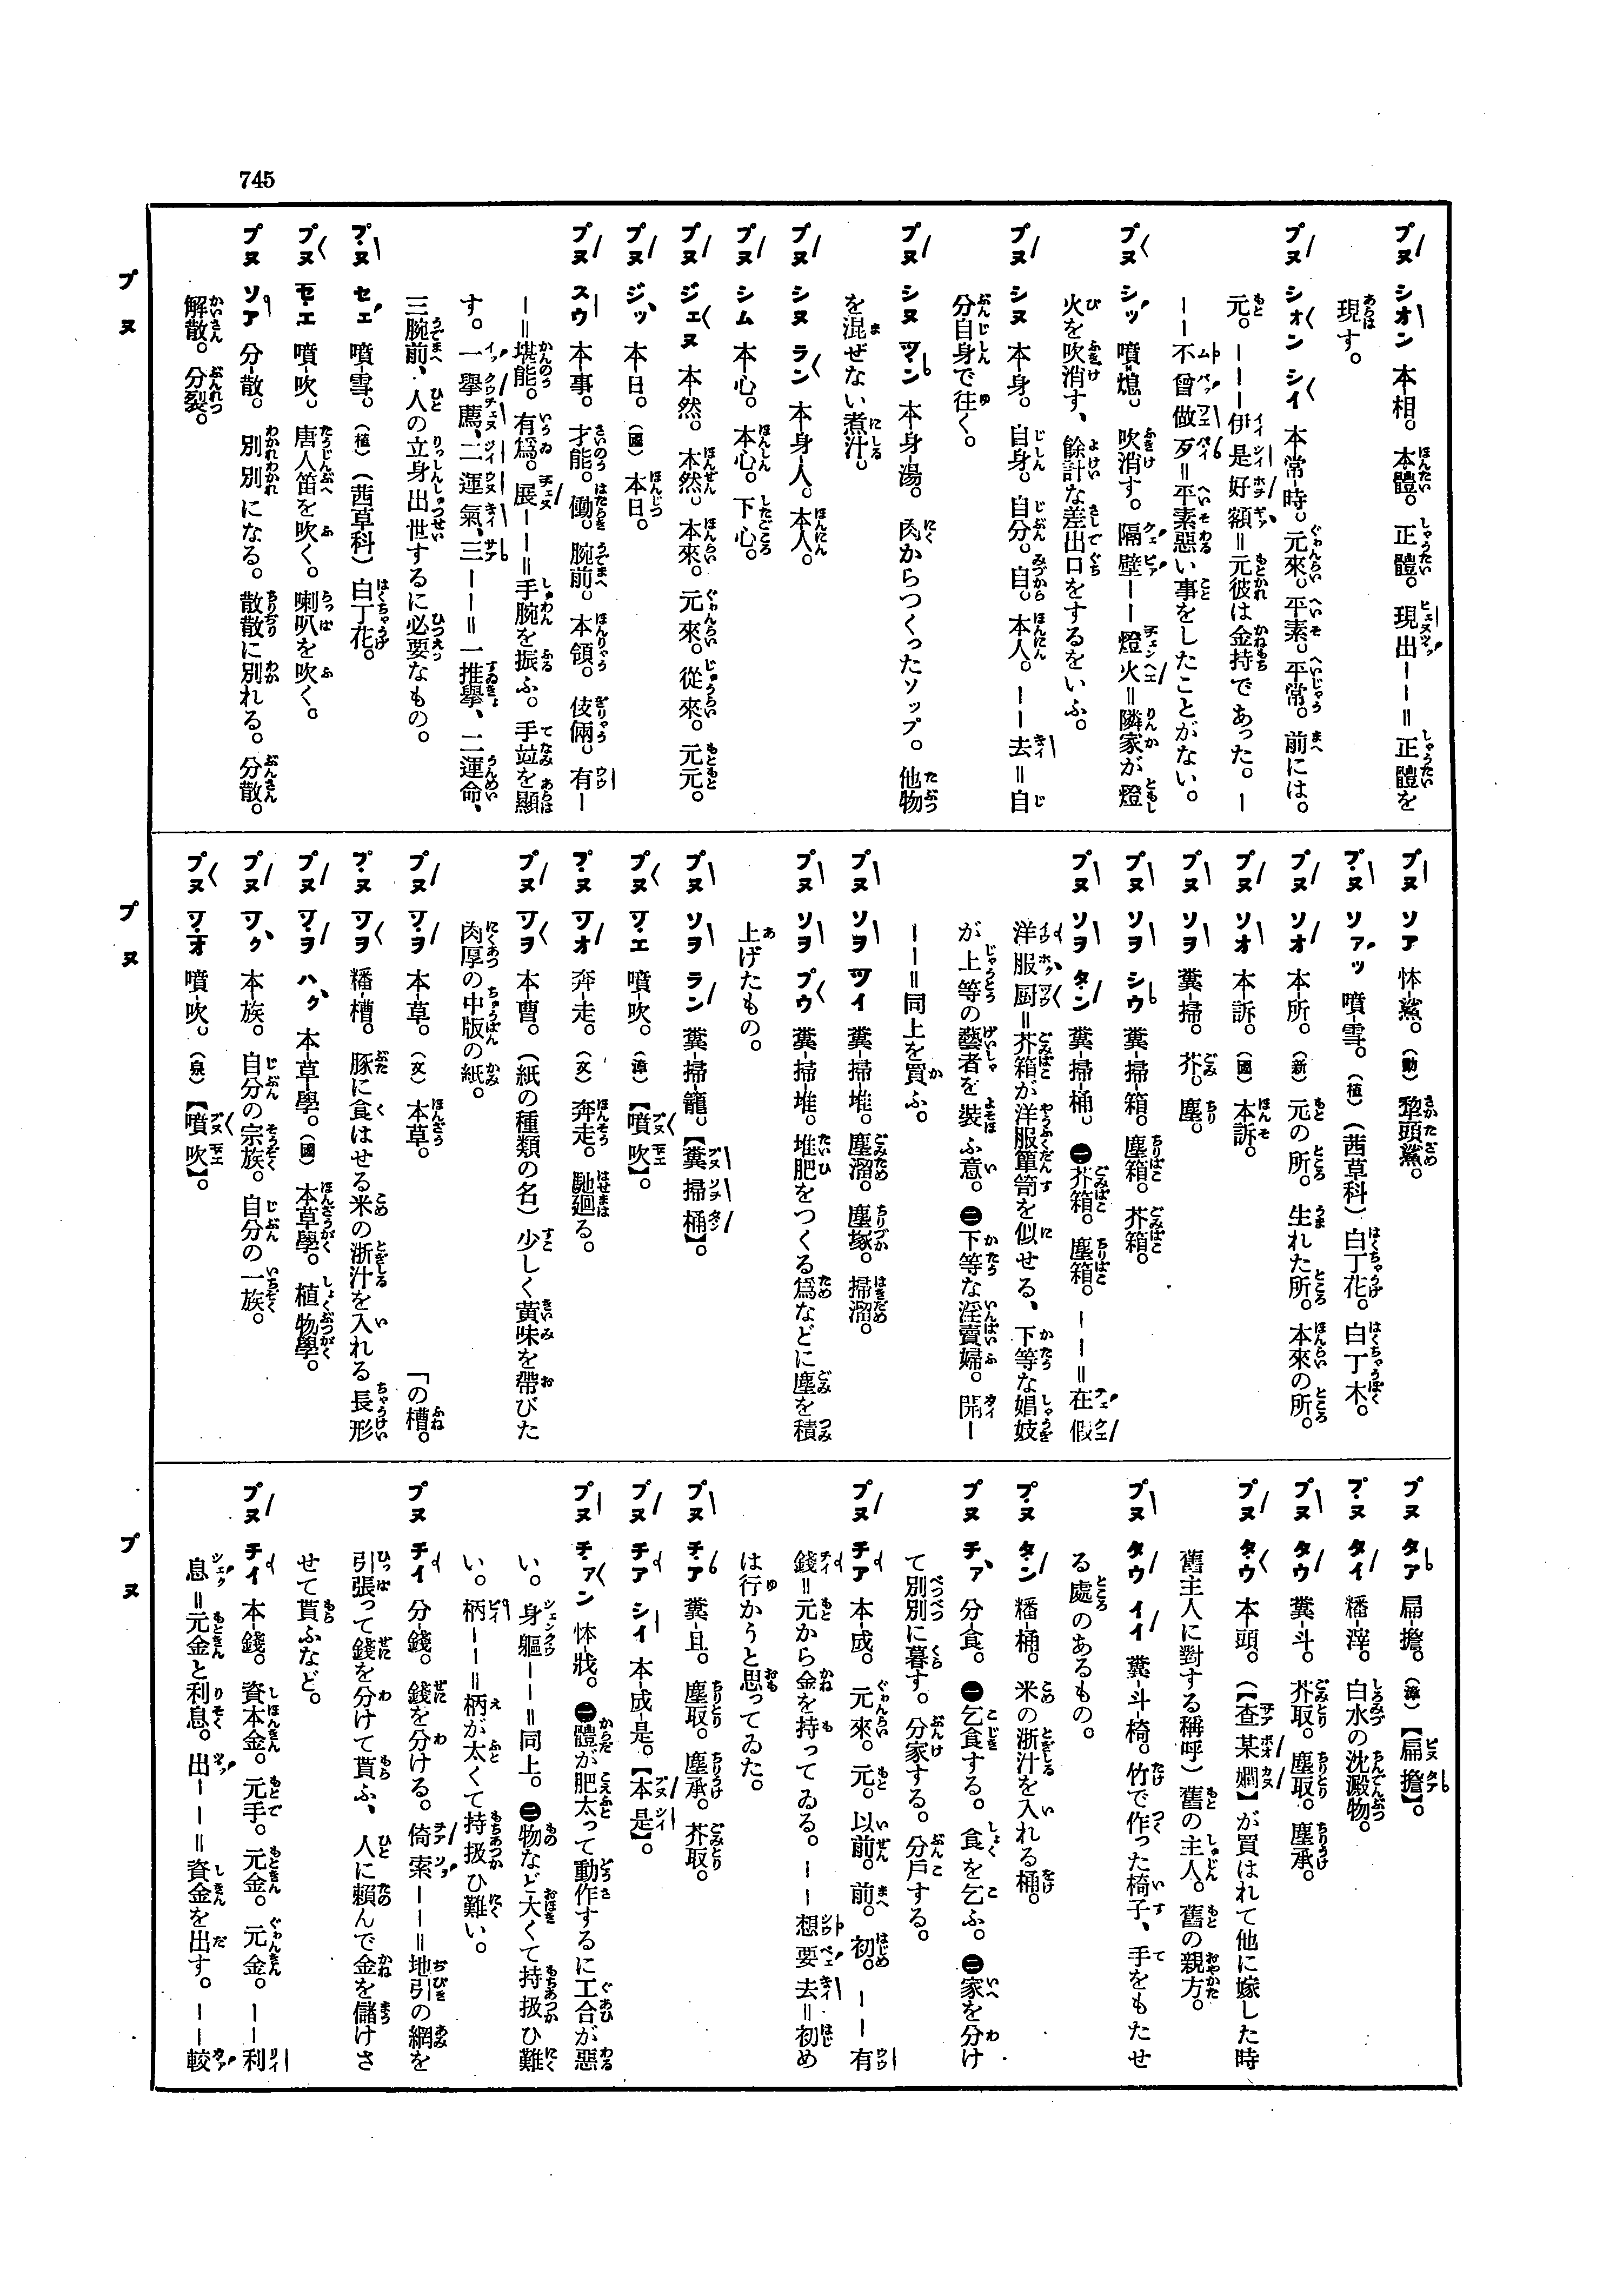 745
プヌ シオン 本-相。本體。正體。現出ーー＝正體を
現す。
プヌ シオン シイ 本-常-時。元來。平素。平常。前には。
元。ーーー伊是好額＝元彼は金持であった。ー
ーー不曾做歹＝平素惡い事をしたことがない。
プヌ シッ 噴-熄。吹消す。隔壁ーー燈火＝隣家が燈
火を吹消す、餘計な差出口をするをいふ。
プヌ シヌ 本-身。自身。自分。自。本人。ーー去＝自
分自身で往く。
プヌ シヌ 本-身-湯。肉からつくったソップ。他物
を混ぜない煮汁。
プヌ シヌ ラン 本-身-人。本人。
プヌ シム 本-心。本心。下心。
プヌ ジェヌ 本-然。本然。本來。元來。從來。元元。
プヌ ジッ 本-日。（國）本日。
プヌ スウ 本-事。才能。働。腕前。本領。伎倆。有ー
ー＝堪能。有爲。展ーー＝手腕を振ふ。手竝を顯
す。一擧薦、二運氣、三ーー＝一推擧、二運命、
三腕前、人の立身出世するに必要なもの。
プヌ セェ 噴-雪。（植）（茜草科）白丁花。
プヌ 噴-吹。唐人笛を吹く。喇叭を吹く。
プヌ ソア 分-散。別別になる。散散に別れる。分散。
解散。分裂。
プヌ
プヌ ソア 怵-鯊。（動）犂頭鯊。
プヌ ソァッ 噴-雪。（植）（茜草科）白丁花。白丁木。
プヌ ソオ 本-所。（新）元の所。生れた所。本來の所。
プヌ ソオ 本-訴。（國）本訴。
プヌ ソヲ 糞-掃。芥。塵。
プヌ ソヲ シウ 糞-掃-箱。塵箱。芥箱。
プヌ ソヲ タン 糞-掃-桶。㊀芥箱。塵箱。ーーー＝在假
洋服厨＝芥箱が洋服簞笥を似せる、下等な娼妓
が上等の藝者を裝ふ意。㊁下等な淫賣婦。開ー
ーー＝同上を買ふ。
プヌ ソヲ 糞-掃-堆。塵溜。塵塚。掃溜。
プヌ ソヲ プウ 糞-掃-堆。堆肥をつくる爲などに塵を積
上げたもの。
プヌ ソヲ ラン 糞-掃-籠。【糞掃桶】。
プヌ 噴-吹。（漳）【噴吹】。
プヌ 奔-走。（文）奔走。馳廻る。
プヌ 本-曹。（紙の種類の名）少しく黃味を帶びた
肉厚の中版の紙。
プヌ 本-草。（文）本草。
プヌ 糟。豚に食はせる米の浙汁を入れる長形
「の槽。
プヌ ハク 本-草-學。（國）本草學。植物學。
プヌ 本-族。自分の宗族。自分の一族。
プヌ 噴-吹。（泉）【噴吹】。
プヌ
プヌ タア 扁-擔。（漳）【扁擔】。
プヌ タイ 滓。白水の沈澱物。
プヌ タウ 糞-斗。芥取。塵取。塵承。
プヌ タウ 本-頭。（【查某嫺】が買はれて他に嫁した時
舊主人に對する稱呼）舊の主人。舊の親方。
プヌ タウ イイ 糞-斗-椅。竹で作った椅子、手をもたせ
る處のあるもの。
プヌ タン 桶。米の浙汁を入れる桶。
プヌ チァ 分-食。㊀乞食する。食を乞ふ。㊁家を分け
て別別に暮す。分家する。分戶する。
プヌ チア 本-成。元來。元。以前。前。初。ーー有
錢＝元から金を持ってゐる。ーー想要去＝初め
は行かうと思ってゐた。
プヌ チア 糞-且。塵取。塵承。芥取。
プヌ チア シイ 本-成-是。【本是】。
プヌ チァン 怵-戕。㊀體が肥太って動作するに工合が惡
い。身軀ーー＝同上。㊁物など大くて持扱ひ難
い。柄ーー＝柄が太くて持扱ひ難い。
プヌ チイ 分-錢。錢を分ける。倚索ーー＝地引の網を
引張って錢を分けて貰ふ、人に賴んで金を儲けさ
せて貰ふなど。
プヌ チイ 本-錢。資本金。元手。元金。元金。ーー利
息＝元金と利息。出ーー＝資金を出す。ーー較
プヌ